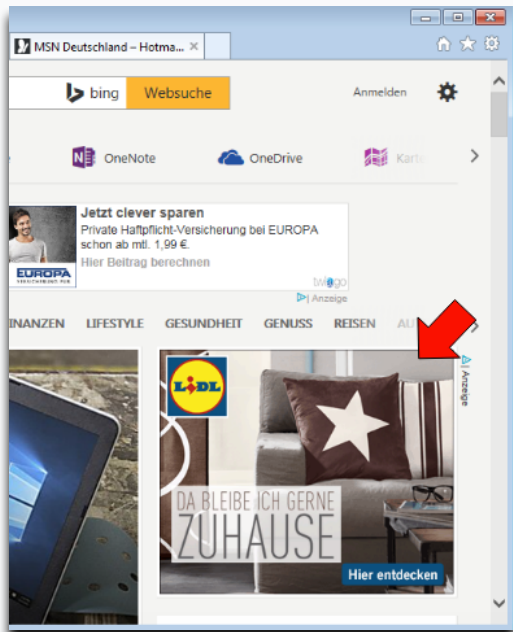 MSN Deutschland – Hotma... ×
bing Websuche Anmelden
OneNote OneDrive Karte
Jetzt clever sparen
Private Haftpflicht-Versicherung bei EUROPA
schon ab mtl. 1,99 €.
Hier Beitrag berechnen
EUROPA
twiago
Anzeige
INANZEN LIFESTYLE GESUNDHEIT GENUSS REISEN AU
LIDL
Anzeige
DA BLEIBE ICH GERNE
ZUHAUSE
Hier entdecken